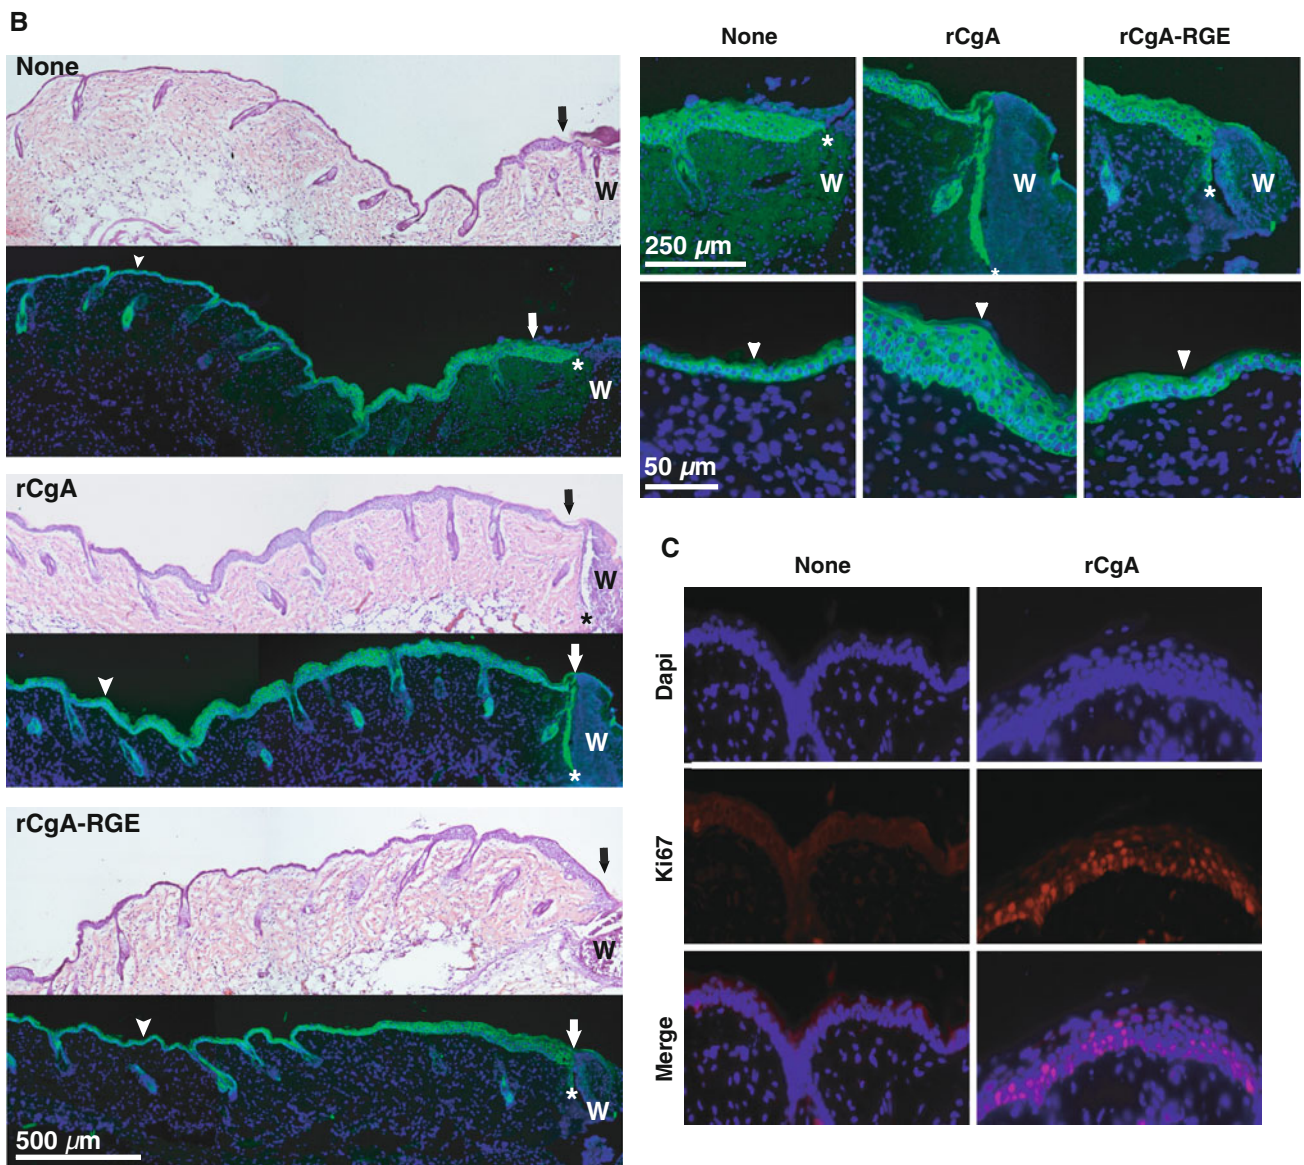 B
None
W
*
W
rCgA
W
*
W
*
rCgA-RGE
W
*
W
500 µm
None rCgA rCgA-RGE
*
W
W
*
W
*
250 µm
50 µm
C
None rCgA
Dapi
Ki67
Merge